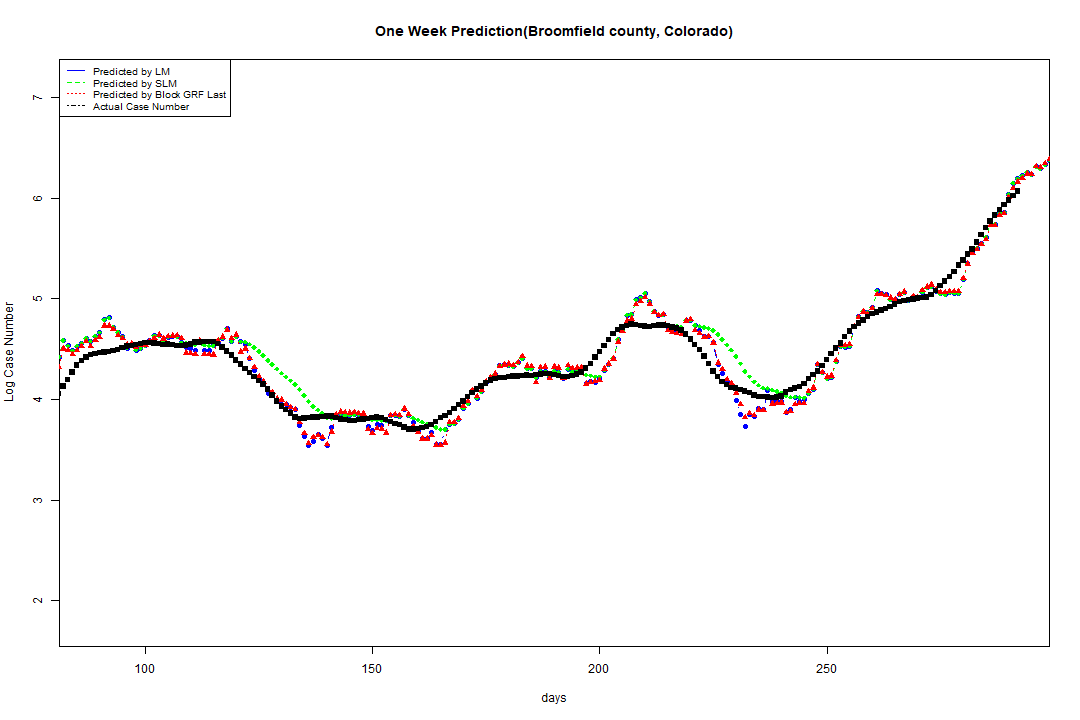 One Week Prediction(Broomfield county, Colorado)
Predicted by LM
Predicted by SLM
Predicted by Block GRF Last
Actual Case Number
7
6
5
4
3
2
Log Case Number
100 150 200 250
days